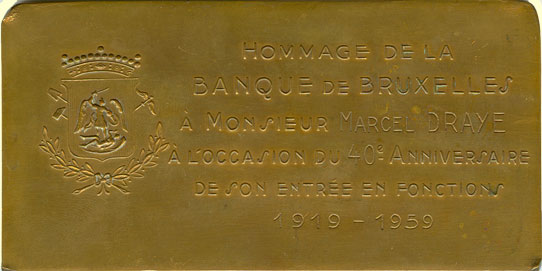 HOMMAGE DE LA
BANQUE DE BRUXELLES
À MONSIEUR MARCEL DRAYE
À L'OCCASION DU 40e ANNIVERSAIRE
DE SON ENTRÉE EN FONCTIONS
1919 - 1959